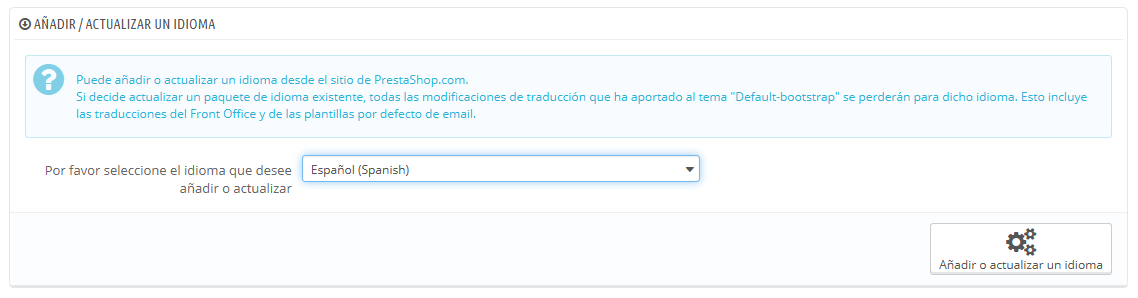 AÑADIR / ACTUALIZAR UN IDIOMA
Puede añadir o actualizar un idioma desde el sitio de PrestaShop.com.
Si decide actualizar un paquete de idioma existente, todas las modificaciones de traducción que ha aportado al tema "Default-bootstrap" se perderán para dicho idioma. Esto incluye
las traducciones del Front Office y de las plantillas por defecto de email.
Por favor seleccione el idioma que desee
añadir o actualizar
Español (Spanish)
Añadir o actualizar un idioma